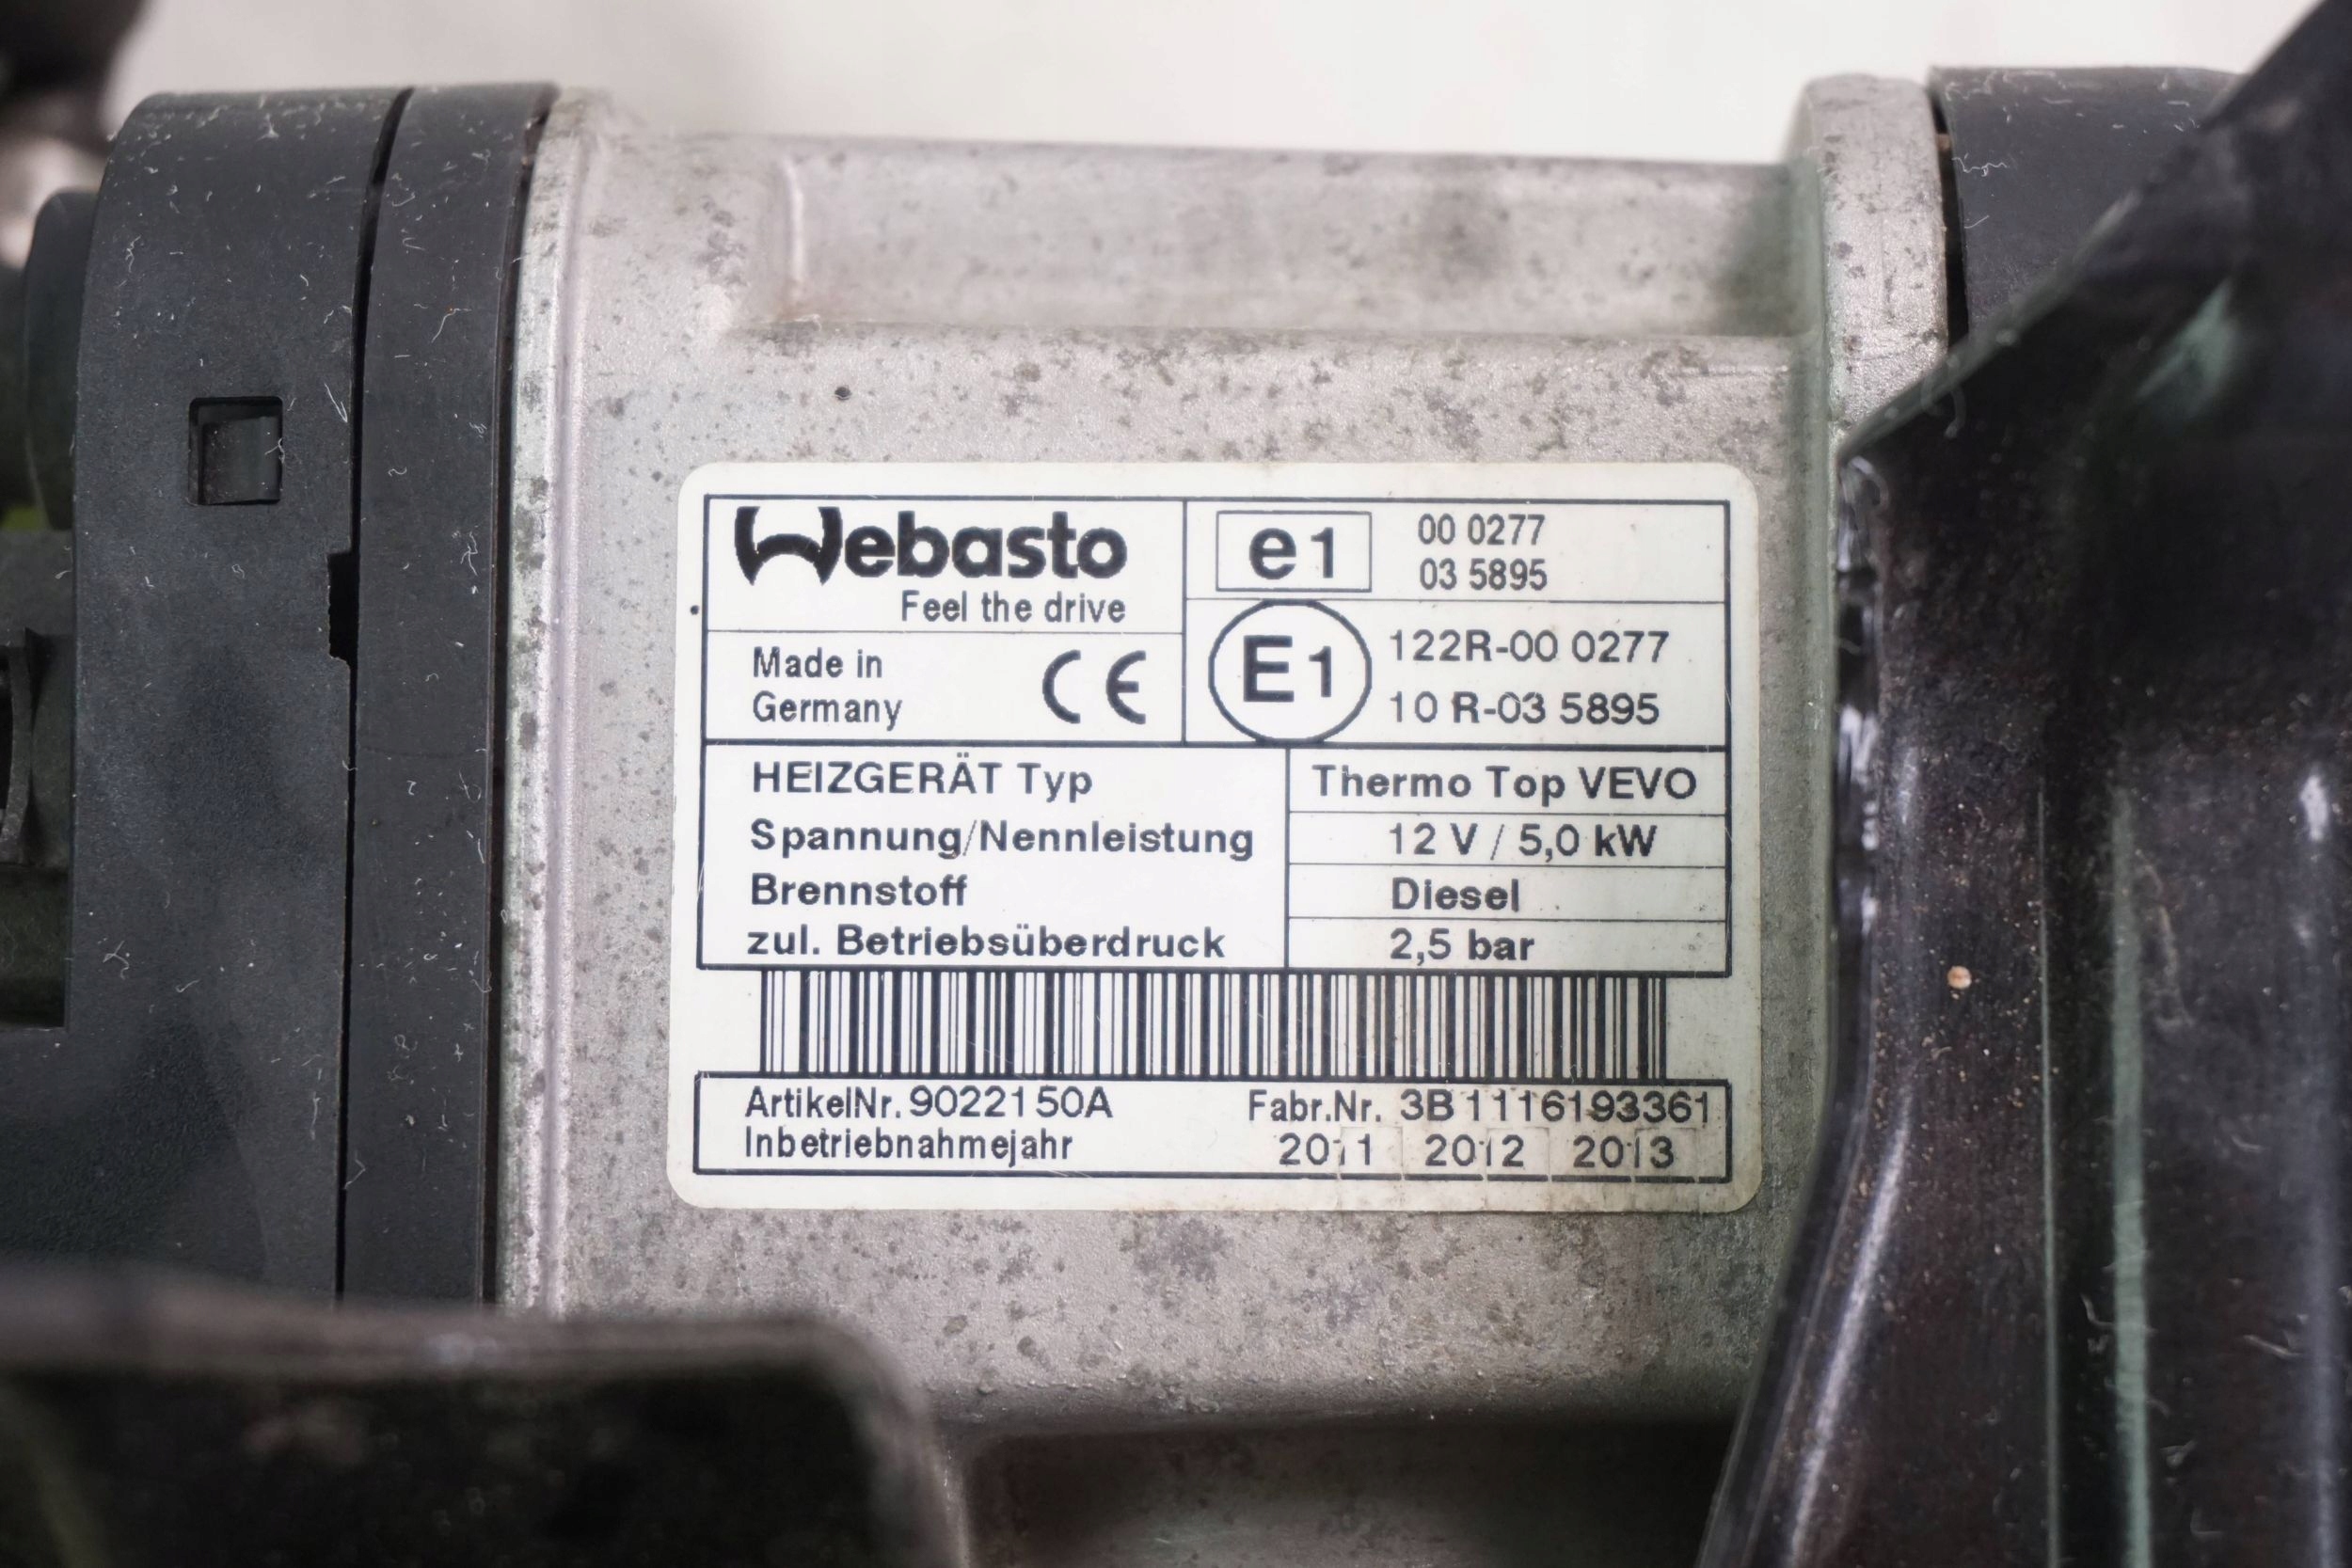 Webasto
Feel the drive
e1
00 0277
03 5895
Made in
Germany
CE
E1
122R-00 0277
10 R-03 5895
HEIZGERÄT Typ Thermo Top VEVO
Spannung/Nennleistung 12 V / 5,0 kW
Brennstoff Diesel
zul. Betriebsüberdruck 2,5 bar
ArtikelNr. 9022150A Fabr.Nr. 3B1116193361
Inbetriebnahmejahr 2011 2012 2013